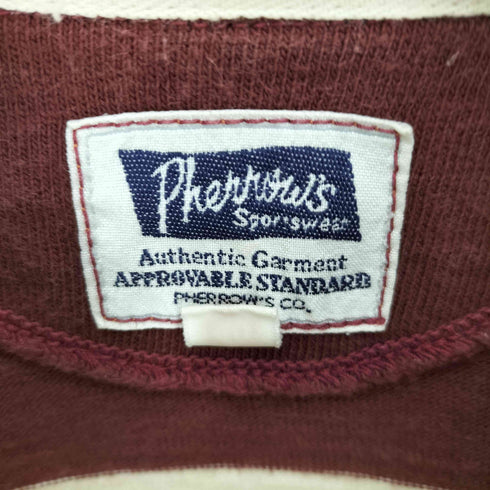 Pherrow's
Sportswear
Authentic Garment
APPROVABLE STANDARD
PHERROW'S CO.